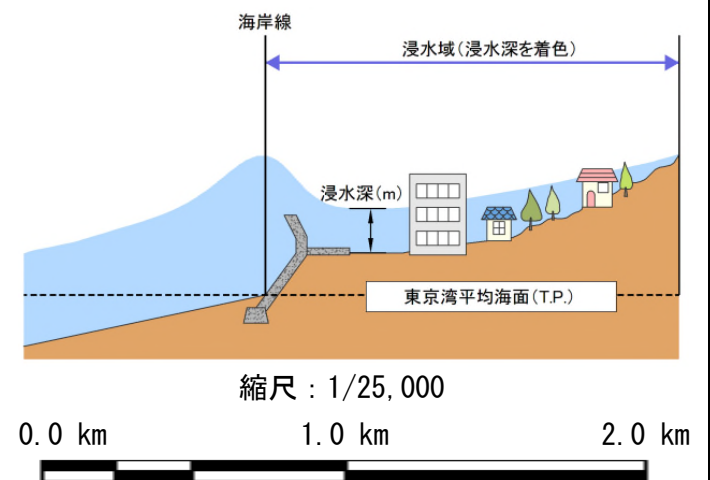 海岸線
浸水域(浸水深を着色)
浸水深(m)
東京湾平均海面(T.P.)
縮尺：1/25,000
0.0 km 1.0 km 2.0 km